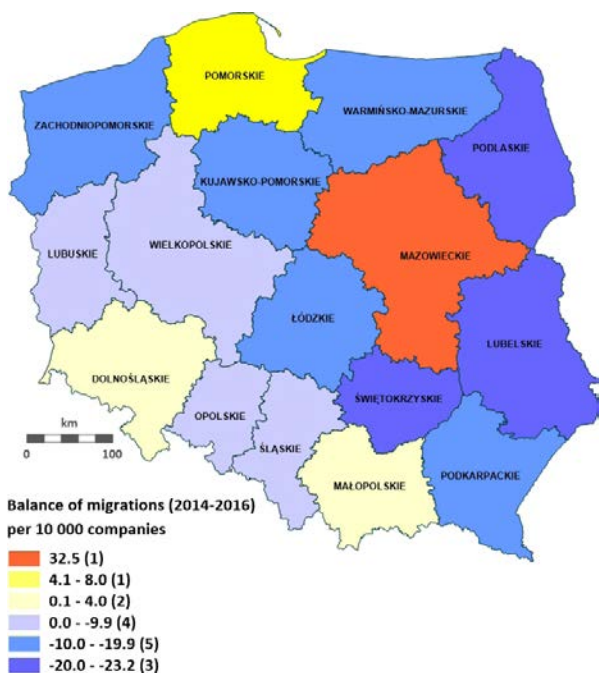 POMORSKIE
ZACHODNIOPOMORSKIE
WARMIŃSKO-MAZURSKIE
PODLASKIE
KUJAWSKO-POMORSKIE
WIELKOPOLSKIE
LUBUSKIE
MAZOWIECKIE
ŁÓDZKIE
LUBELSKIE
DOLNOŚLĄSKIE
ŚWIĘTOKRZYSKIE
OPOLSKIE
ŚLĄSKIE
MAŁOPOLSKIE
PODKARPACKIE
km
0 100
Balance of migrations (2014-2016)
per 10 000 companies
32.5 (1)
4.1 - 8.0 (1)
0.1 - 4.0 (2)
0.0 - -9.9 (4)
-10.0 - -19.9 (5)
-20.0 - -23.2 (3)